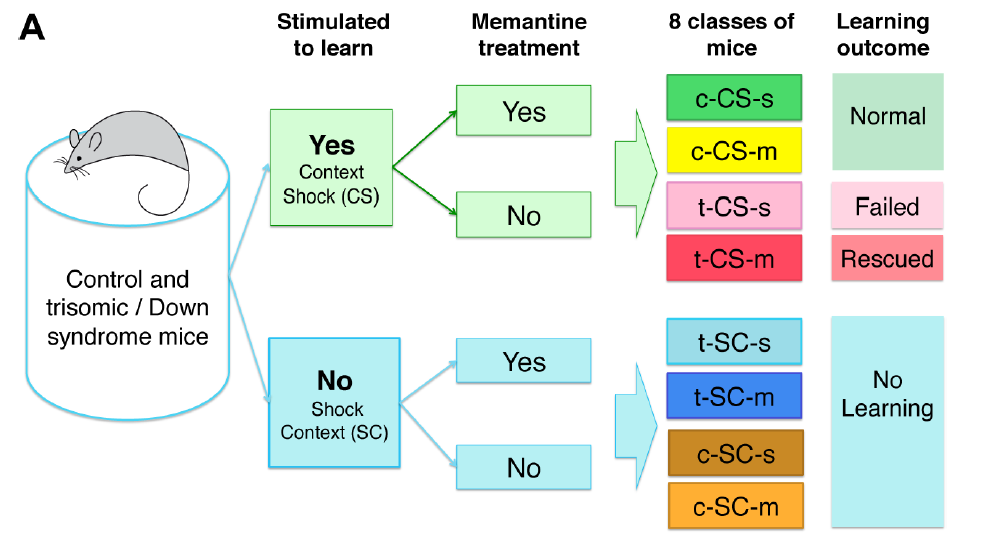 A
Stimulated
to learn
Memantine
treatment
8 classes of
mice
Learning
outcome
Control and
trisomic / Down
syndrome mice
Yes
Context
Shock (CS)
Yes
No
c-CS-s
c-CS-m
t-CS-s
t-CS-m
Normal
Failed
Rescued
No
Shock
Context (SC)
Yes
No
t-SC-s
t-SC-m
c-SC-s
c-SC-m
No
Learning